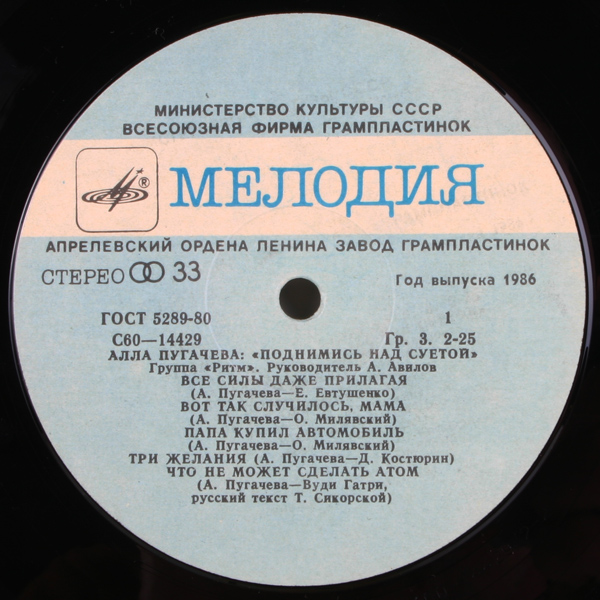 МИНИСТЕРСТВО КУЛЬТУРЫ СССР
ВСЕСОЮЗНАЯ ФИРМА ГРАМПЛАСТИНОК
® МЕЛОДИЯ
АПРЕЛЕВСКИЙ ОРДЕНА ЛЕНИНА ЗАВОД ГРАМПЛАСТИНОК
СТЕРЕО 33 Год выпуска 1986
ГОСТ 5289-80 1
С60—14429 Гр. 3. 2-25
АЛЛА ПУГАЧЕВА: «ПОДНИМИСЬ НАД СУЕТОЙ»
Группа «Ритм». Руководитель А. Авилов
ВСЕ СИЛЫ ДАЖЕ ПРИЛАГАЯ
(А. Пугачева—Е. Евтушенко)
ВОТ ТАК СЛУЧИЛОСЬ, МАМА
(А. Пугачева—О. Милявский)
ПАПА КУПИЛ АВТОМОБИЛЬ
(А. Пугачева—О. Милявский)
ТРИ ЖЕЛАНИЯ (А. Пугачева—Д. Костюрин)
ЧТО НЕ МОЖЕТ СДЕЛАТЬ АТОМ
(А. Пугачева—Вуди Гатри,
русский текст Т. Сикорской)